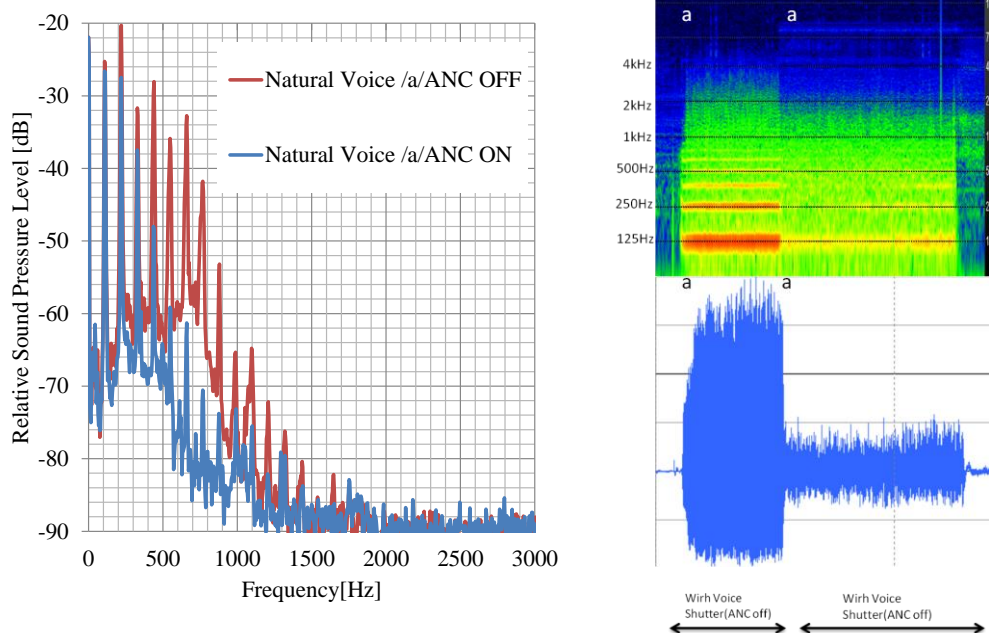 -20
-30
-40
-50
-60
-70
-80
-90
Relative Sound Pressure Level [dB]
Natural Voice /a/ANC OFF
Natural Voice /a/ANC ON
0
500
1000
1500
2000
2500
3000
Frequency[Hz]
a
a
4kHz
2kHz
1kHz
500Hz
250Hz
125Hz
a
a
Wirh Voice
Shutter(ANC off)
Wirh Voice
Shutter(ANC off)